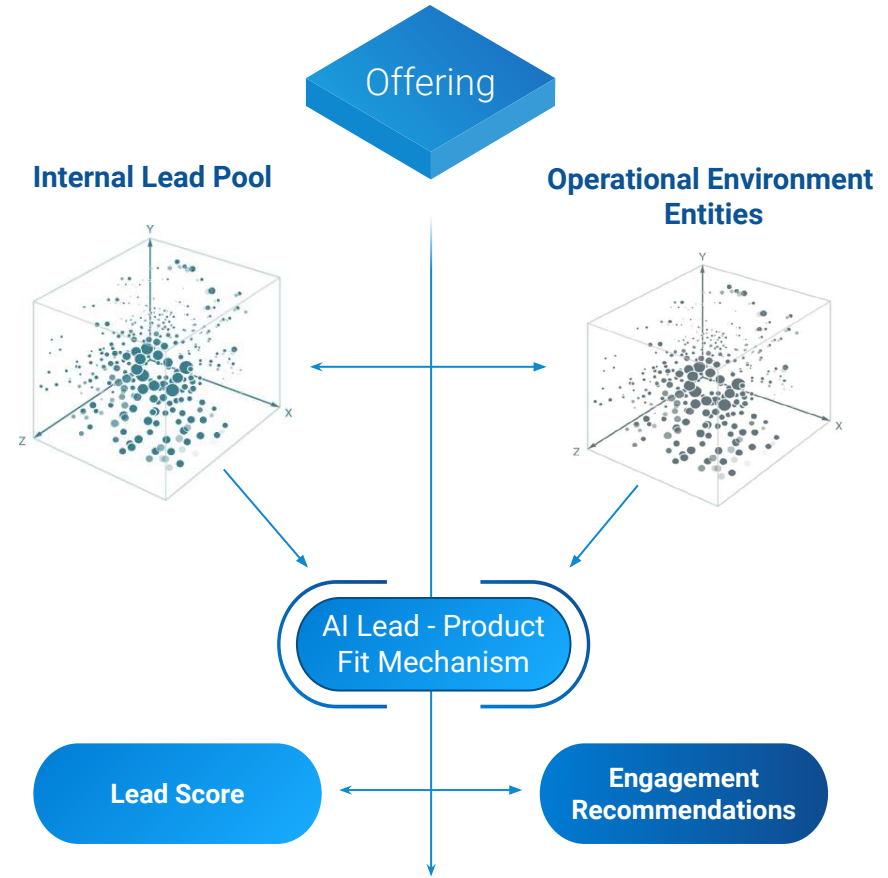 Offering
Internal Lead Pool
Operational Environment
Entities
Y
X
Z
Y
X
Z
AI Lead - Product
Fit Mechanism
Lead Score
Engagement
Recommendations